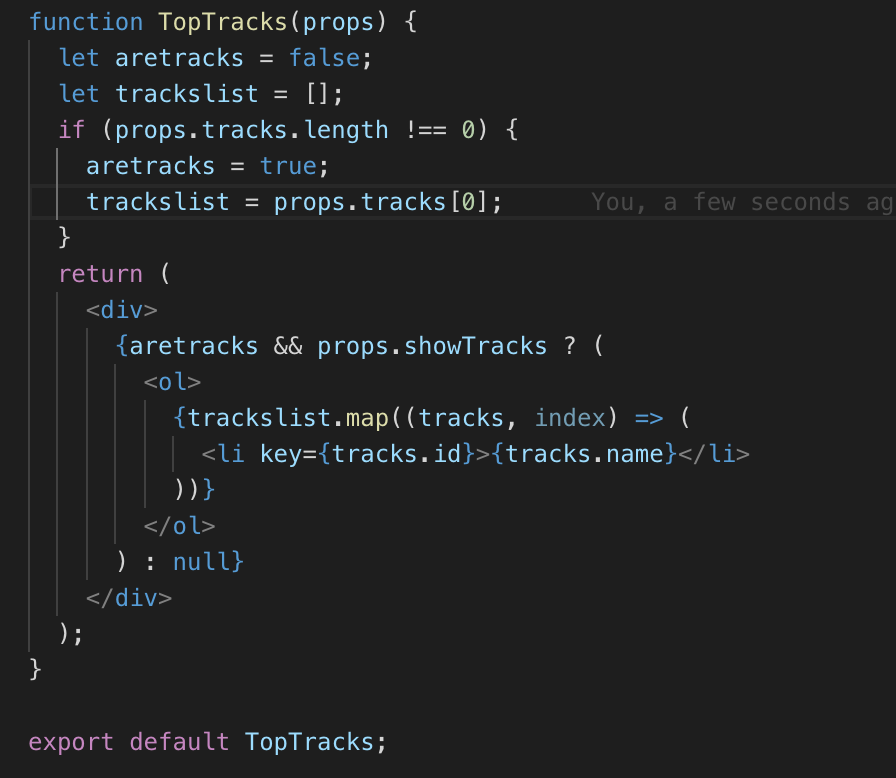 function TopTracks(props) {
let aretracks = false;
let trackslist = [];
if (props.tracks.length !== 0) {
aretracks = true;
trackslist = props.tracks[0]; You, a few seconds ag
}
return (
<div>
{aretracks && props.showTracks ? (
<ol>
{trackslist.map((tracks, index) => (
<li key={tracks.id}>{tracks.name}</li>
))}
</ol>
) : null}
</div>
);
}
export default TopTracks;